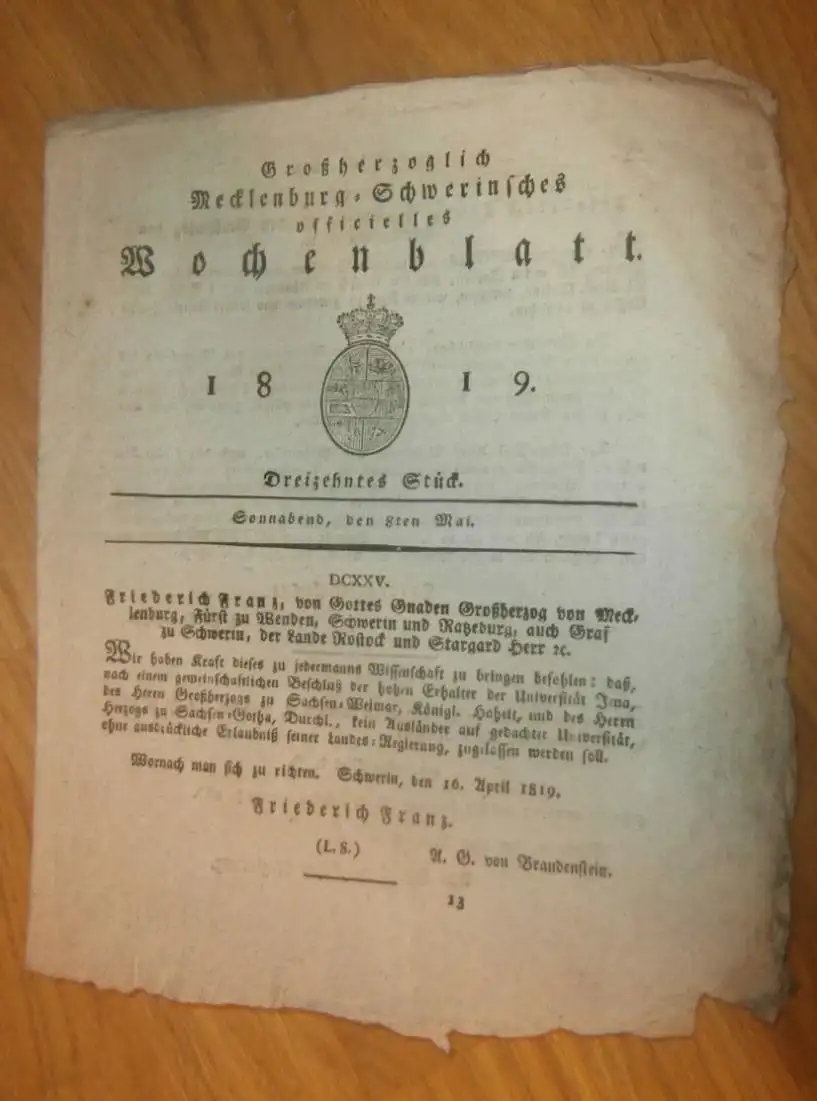 Großherzoglich
Mecklenburg-Schwerinsches
officielles
Wochenblatt.
1819.
Dreizehntes Stück.
Sonnabend, den 8ten Mai.
DCXXV.
Friederich Franz, von Gottes Gnaden Großherzog von Meck-
lenburg, Fürst zu Wenden, Schwerin und Ratzeburg, auch Graf
zu Schwerin, der Lande Rostock und Stargard Herr ꝛc.
Wir haben Kraft dieses zu jedermanns Wissenschaft zu bringen befohlen: daß,
nach einem gemeinschaftlichen Beschluß der hohen Erhalter der Universität Jena,
des Herrn Großherzogs zu Sachsen-Weimar, Königl. Hoheit, und des Herrn
Herzogs zu Sachsen-Gotha, Durchl., kein Ausländer auf gedachter Universität,
ohne ausdrückliche Erlaubniß seiner Landes-Regierung, zugelassen werden soll.
Wornach man sich zu richten. Schwerin, den 16. April 1819.
Friederich Franz.
(L. S.)
A. G. von Brandenstein.
13